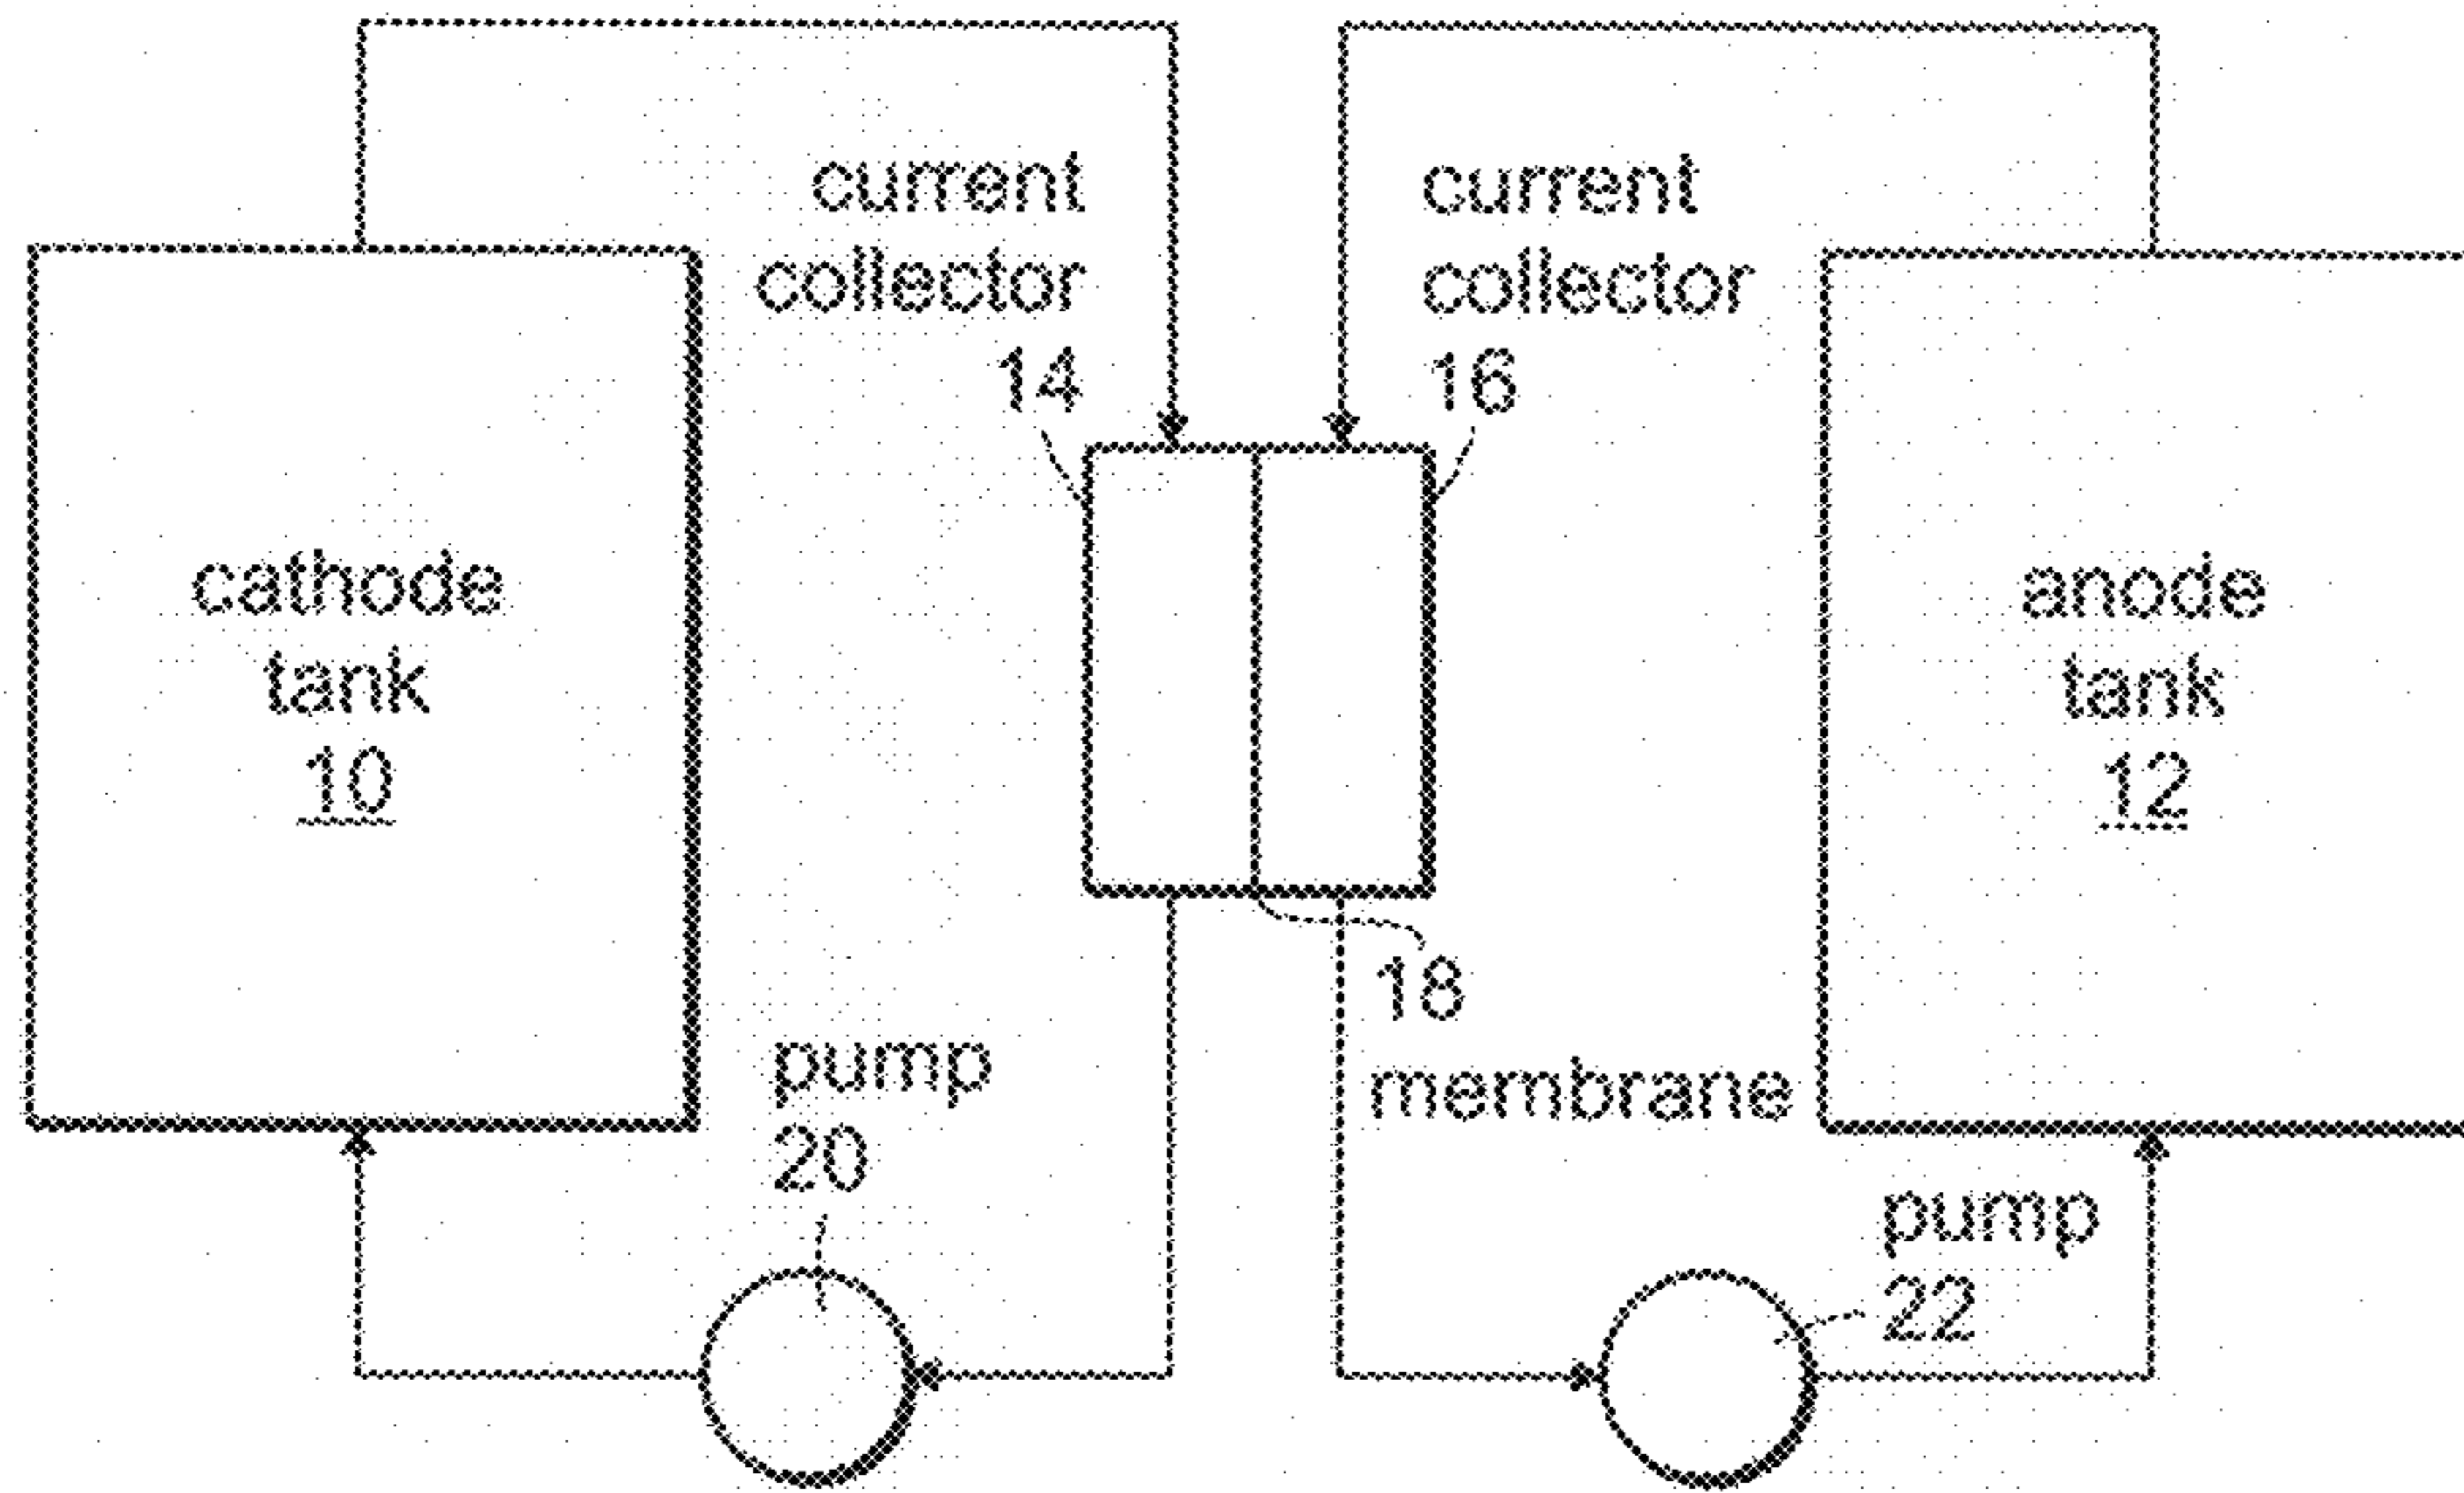 current
collector
14
current
collector
16
cathode
tank
10
anode
tank
12
18
membrane
pump
20
pump
22